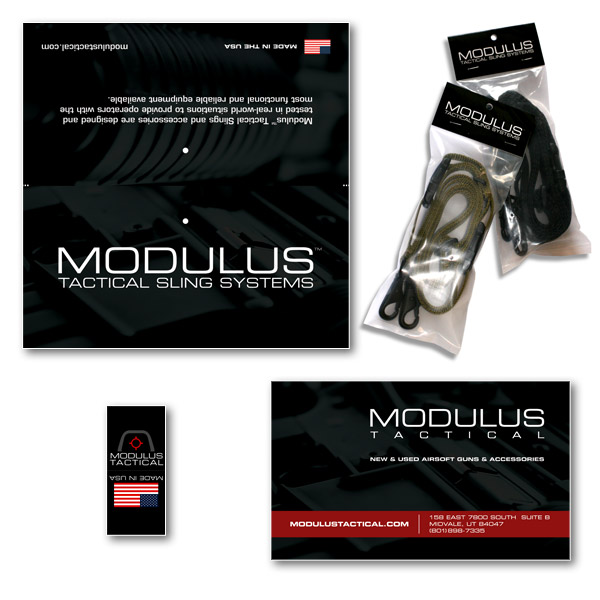 modulustactical.com
MADE IN THE USA
Modulus™ Tactical Slings and accessories are designed and
tested in real-world situations to provide operators with the
most functional and reliable equipment available.
MODULUS™
TACTICAL SLING SYSTEMS
MODULUS
TACTICAL SLING SYSTEMS
MODULUS
TACTICAL SLING SYSTEMS
MODULUS
TACTICAL
MADE IN USA
MODULUS
TACTICAL
NEW & USED AIRSOFT GUNS & ACCESSORIES
MODULUSTACTICAL.COM
158 EAST 7800 SOUTH SUITE B
MIDVALE, UT 84047
(801) 898-7335